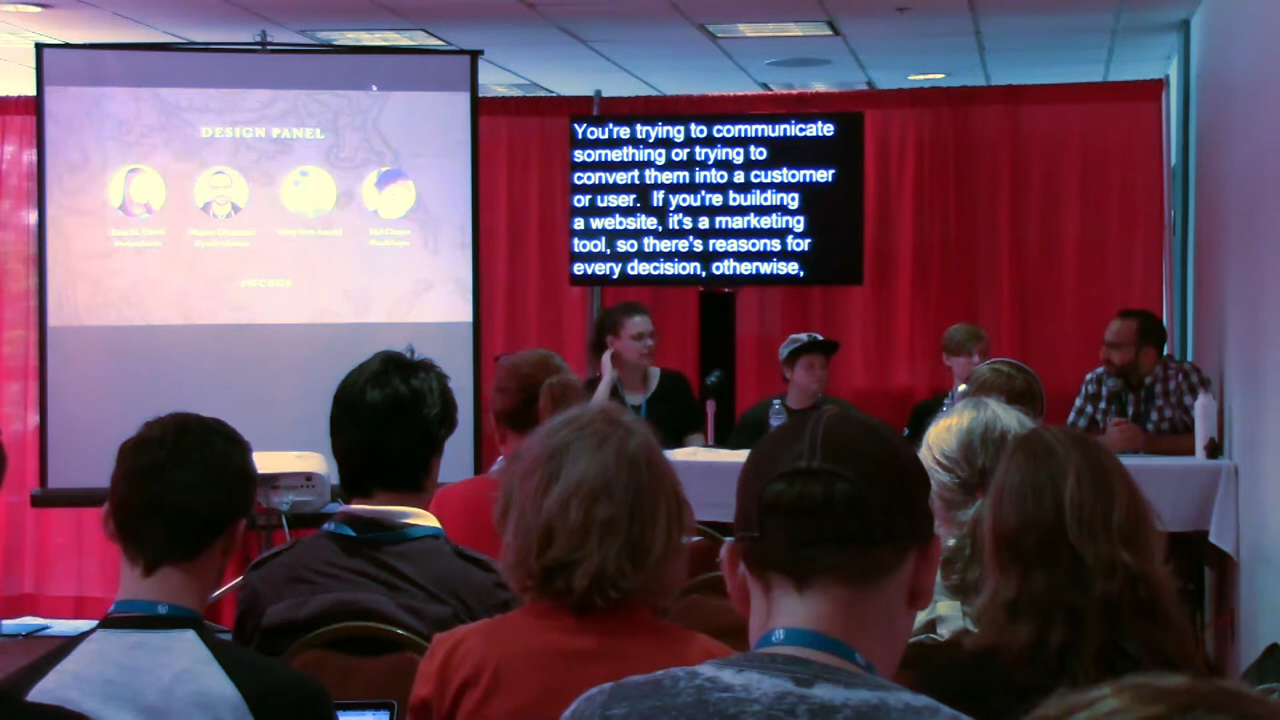 DESIGN PANEL
#WCROS
You're trying to communicate
something or trying to
convert them into a customer
or user. If you're building
a website, it's a marketing
tool, so there's reasons for
every decision, otherwise,